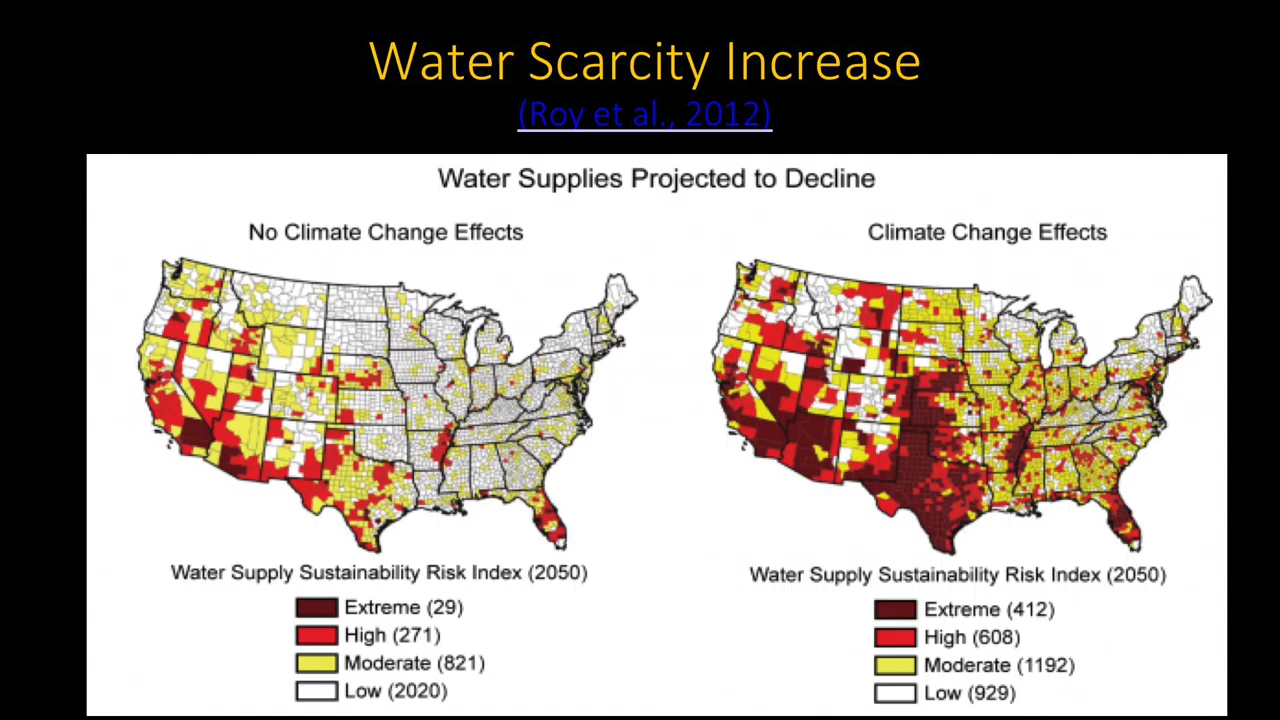 Water Scarcity Increase
(Roy et al., 2012)
Water Supplies Projected to Decline
No Climate Change Effects
Climate Change Effects
Water Supply Sustainability Risk Index (2050)
Extreme (29)
High (271)
Moderate (821)
Low (2020)
Water Supply Sustainability Risk Index (2050)
Extreme (412)
High (608)
Moderate (1192)
Low (929)